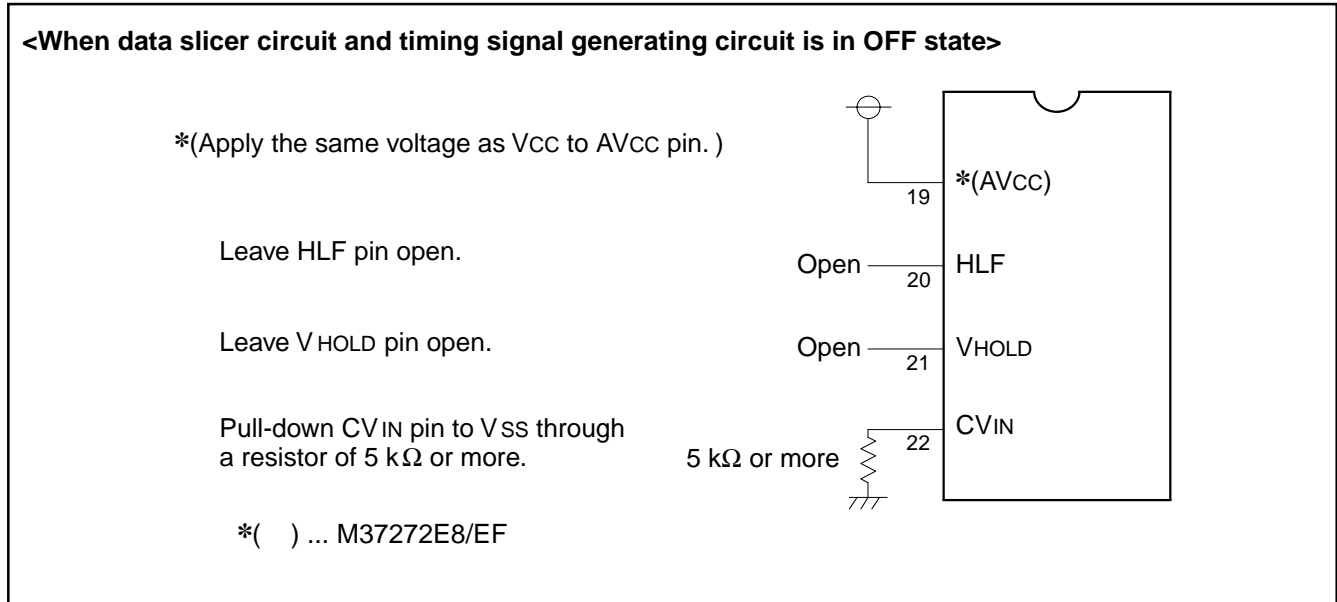 <When data slicer circuit and timing signal generating circuit is in OFF state>
*(Apply the same voltage as VCC to AVCC pin. )
19
*(AVCC)
Leave HLF pin open.
Open
20
HLF
Leave VHOLD pin open.
Open
21
VHOLD
Pull-down CVIN pin to VSS through
a resistor of 5 kΩ or more.
5 kΩ or more
22
CVIN
*( ) ... M37272E8/EF